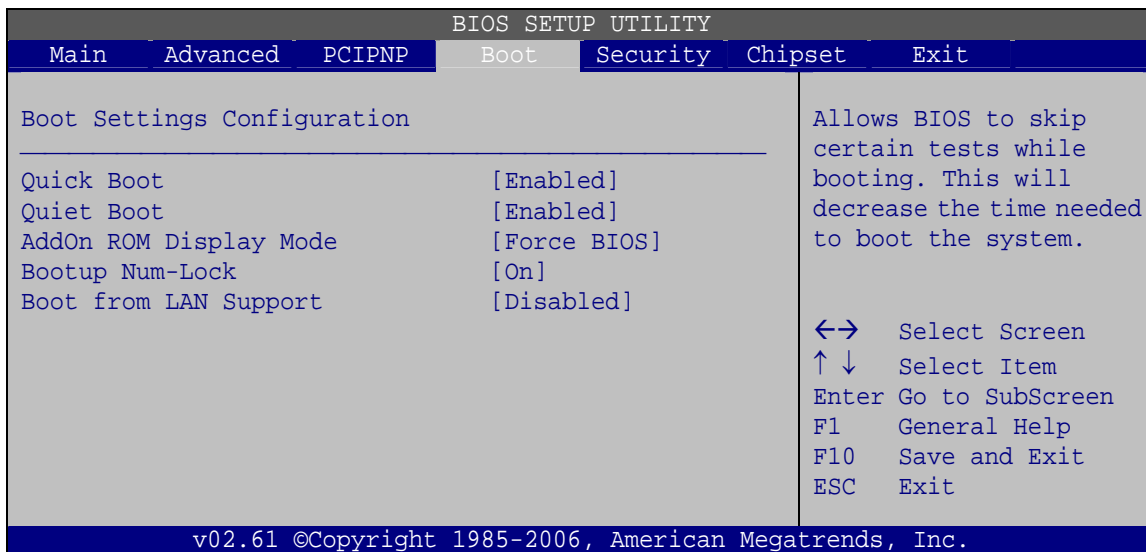 BIOS SETUP UTILITY
Main Advanced PCIPNP Boot Security Chipset Exit
Boot Settings Configuration
Quick Boot [Enabled]
Quiet Boot [Enabled]
AddOn ROM Display Mode [Force BIOS]
Bootup Num-Lock [On]
Boot from LAN Support [Disabled]
Allows BIOS to skip
certain tests while
booting. This will
decrease the time needed
to boot the system.
←→ Select Screen
↑ ↓ Select Item
Enter Go to SubScreen
F1 General Help
F10 Save and Exit
ESC Exit
v02.61 ©Copyright 1985-2006, American Megatrends, Inc.